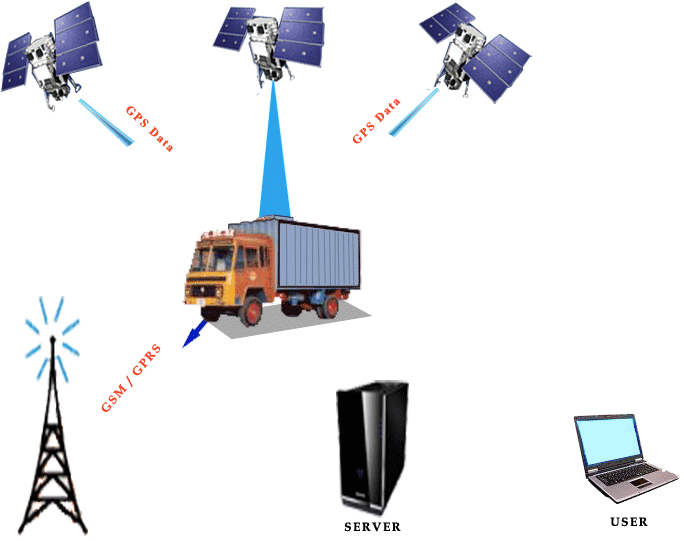 GPS Data
GPS Data
GSM / GPRS
SERVER
USER